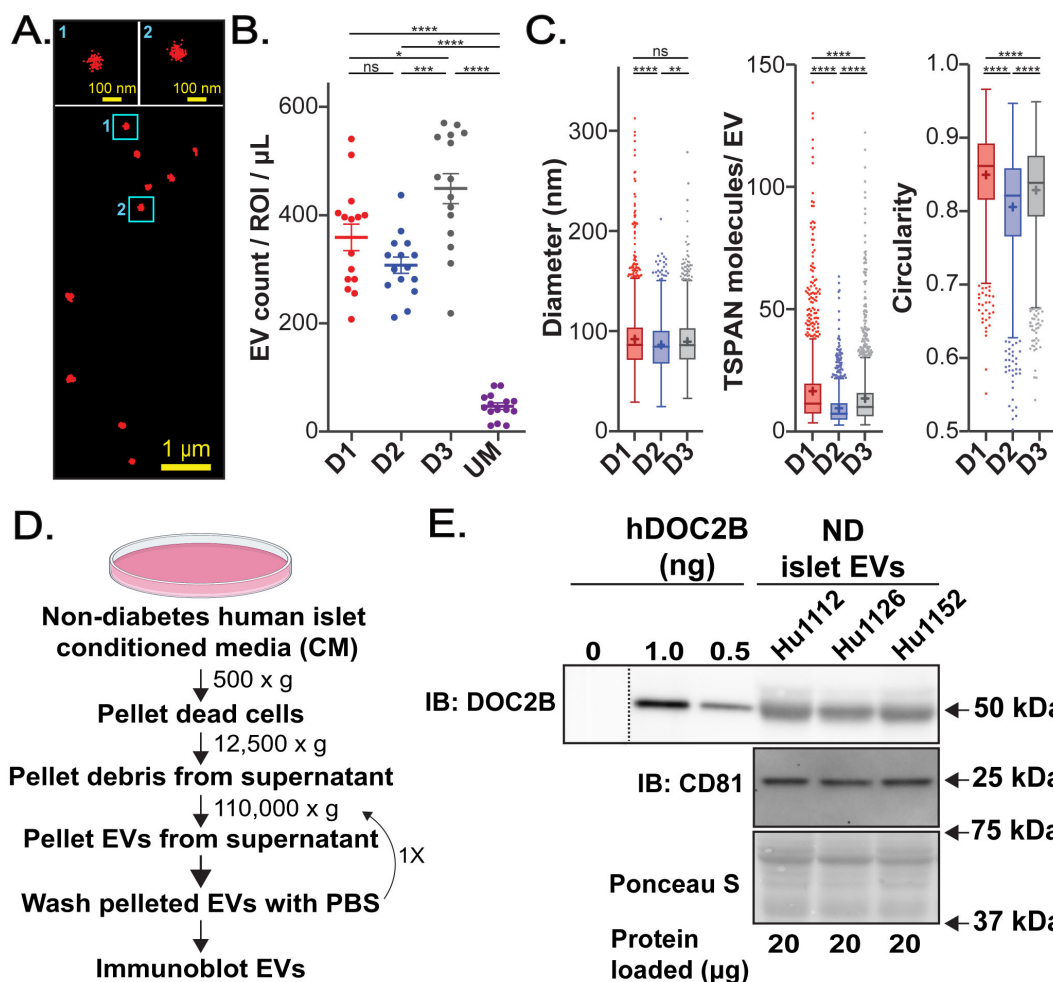 A.
1
2
100 nm
100 nm
1
2
1 µm
B.
****
****
*
ns
***
****
EV count / ROI / µL
600
400
200
0
D1
D2
D3
UM
C.
ns
****
**
Diameter (nm)
300
200
100
0
D1
D2
D3
****
****
****
TSPAN molecules/ EV
150
100
50
0
D1
D2
D3
****
****
****
Circularity
1.0
0.9
0.8
0.7
0.6
0.5
D1
D2
D3
D.
Non-diabetes human islet
conditioned media (CM)
500 x g
Pellet dead cells
12,500 x g
Pellet debris from supernatant
110,000 x g
Pellet EVs from supernatant
1X
Wash pelleted EVs with PBS
Immunoblot EVs
E.
hDOC2B
(ng)
ND
islet EVs
0
1.0
0.5
Hu1112
Hu1126
Hu1152
IB: DOC2B
50 kDa
IB: CD81
25 kDa
75 kDa
Ponceau S
37 kDa
Protein
loaded (µg)
20
20
20